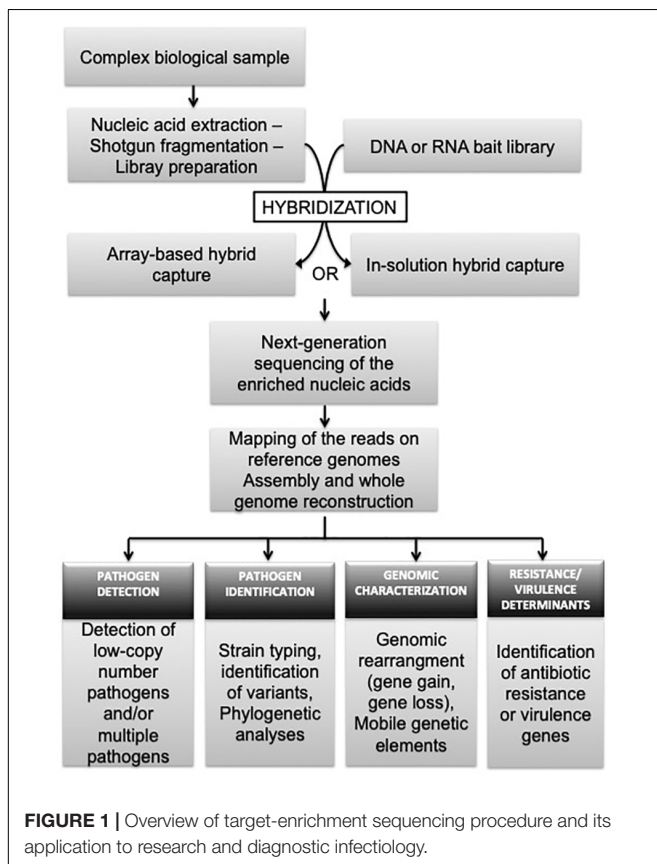 Complex biological sample
Nucleic acid extraction –
Shotgun fragmentation –
Libray preparation
DNA or RNA bait library
HYBRIDIZATION
Array-based hybrid
capture
OR
In-solution hybrid capture
Next-generation
sequencing of the
enriched nucleic acids
Mapping of the reads on
reference genomes
Assembly and whole
genome reconstruction
PATHOGEN
DETECTION
Detection of
low-copy
number
pathogens
and/or
multiple
pathogens
PATHOGEN
IDENTIFICATION
Strain typing,
identification
of variants,
Phylogenetic
analyses
GENOMIC
CHARACTERIZATION
Genomic
rearrangment
(gene gain,
gene loss),
Mobile genetic
elements
RESISTANCE/
VIRULENCE
DETERMINANTS
Identification
of antibiotic
resistance
or virulence
genes
FIGURE 1 | Overview of target-enrichment sequencing procedure and its
application to research and diagnostic infectiology.